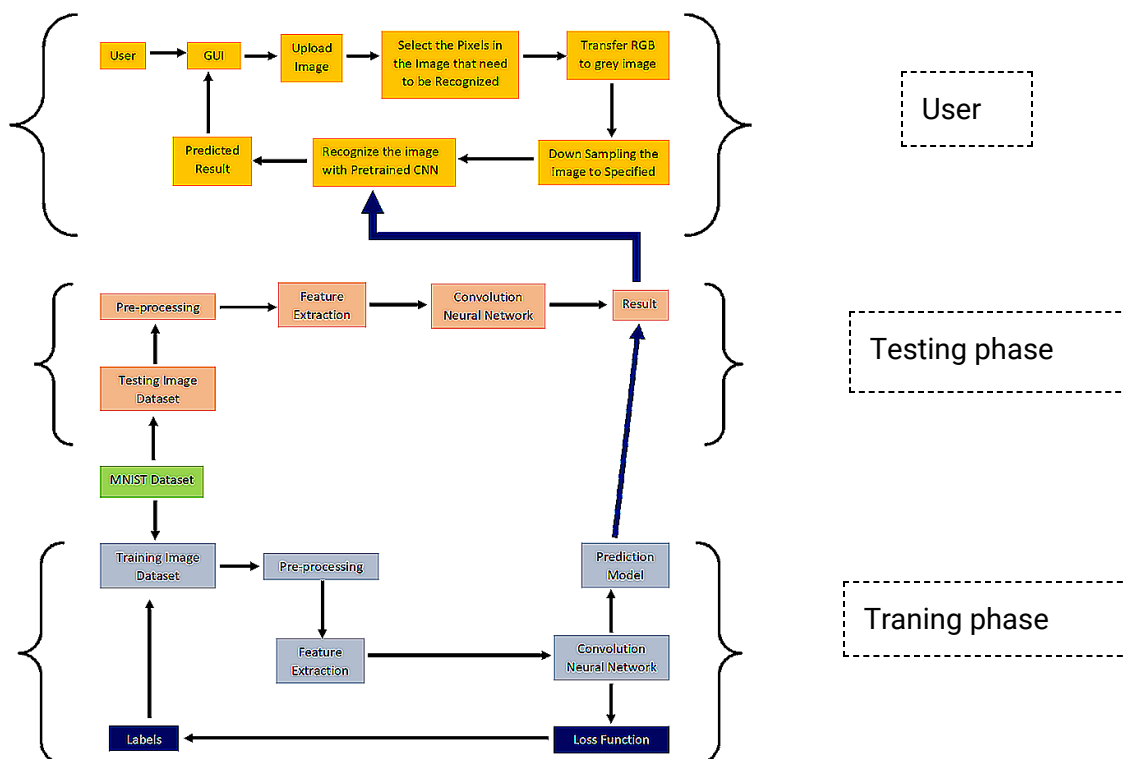 User
GUI
Upload
Image
Select the Pixels in
the Image that need
to be Recognized
Transfer RGB
to grey image
User
Predicted
Result
Recognize the image
with Pretrained CNN
Down Sampling the
Image to Specified
Pre-processing
Feature
Extraction
Convolution
Neural Network
Result
Testing phase
Testing Image
Dataset
MNIST Dataset
Training Image
Dataset
Pre-processing
Prediction
Model
Traning phase
Feature
Extraction
Convolution
Neural Network
Labels
Loss Function